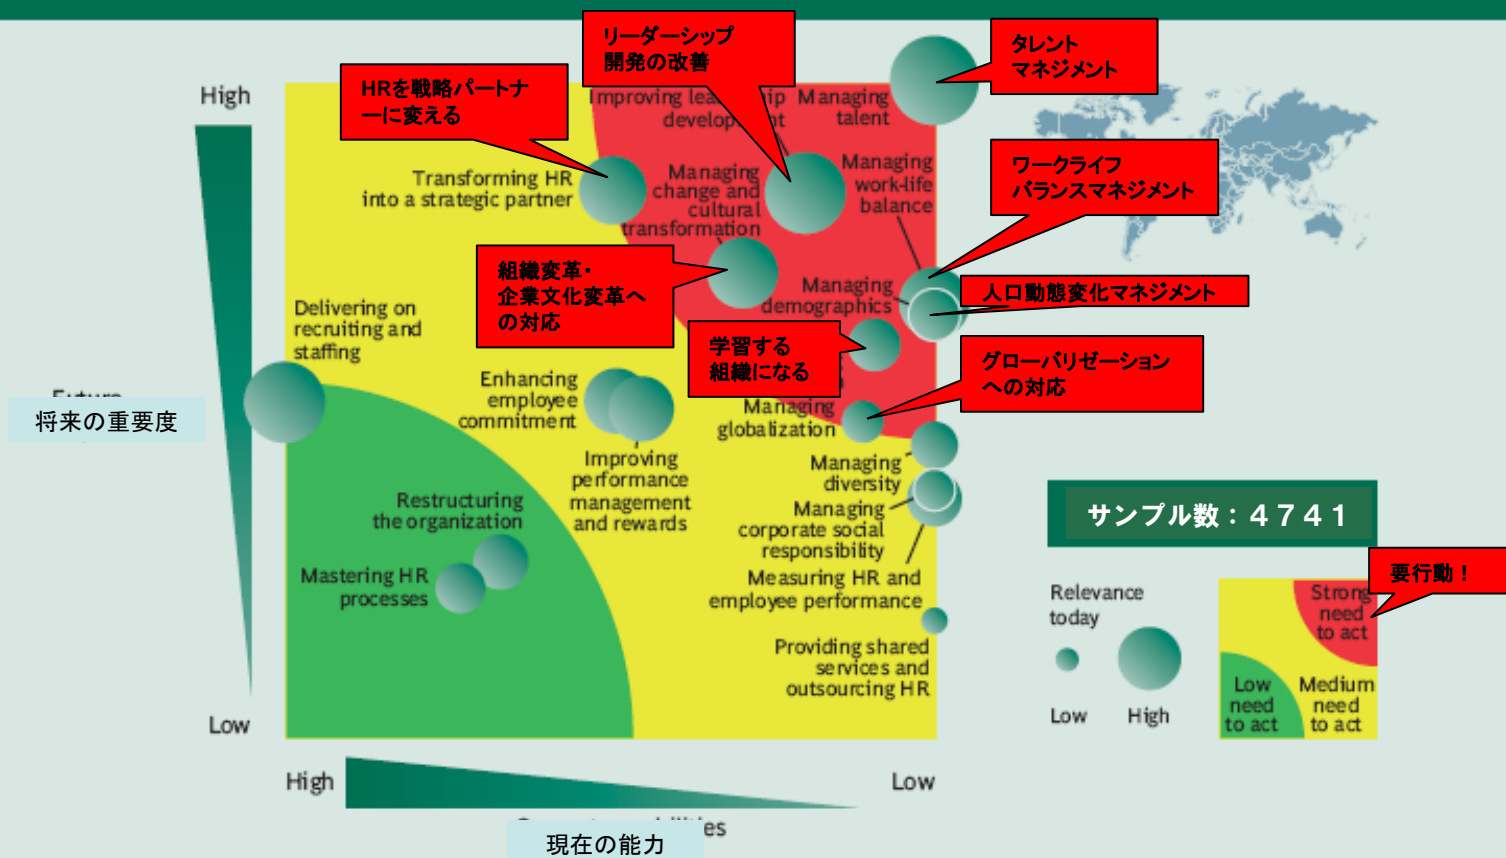 リーダーシップ
開発の改善
タレント
マネジメント
HRを戦略パートナ
ーに変える
High
Improving
development
Managing
talent
Transforming HR
into a strategic partner
Managing
change and
cultural
transformation
Managing
work-life
balance
ワークライフ
バランスマネジメント
組織変革・
企業文化変革へ
の対応
Managing
demographics
人口動態変化マネジメント
Delivering on
recruiting and
staffing
学習する
組織になる
グローバリゼーション
への対応
将来の重要度
Enhancing
employee
commitment
Managing
globalization
Improving
performance
management
and rewards
Managing
diversity
Managing
corporate social
responsibility
Restructuring
the organization
Mastering HR
processes
Measuring HR and
employee performance
Providing shared
services and
outsourcing HR
サンプル数：４７４１
要行動！
Relevance
today
Low
High
Strong
need
to act
Low
need
to act
Medium
need
to act
Low
High
Low
現在の能力